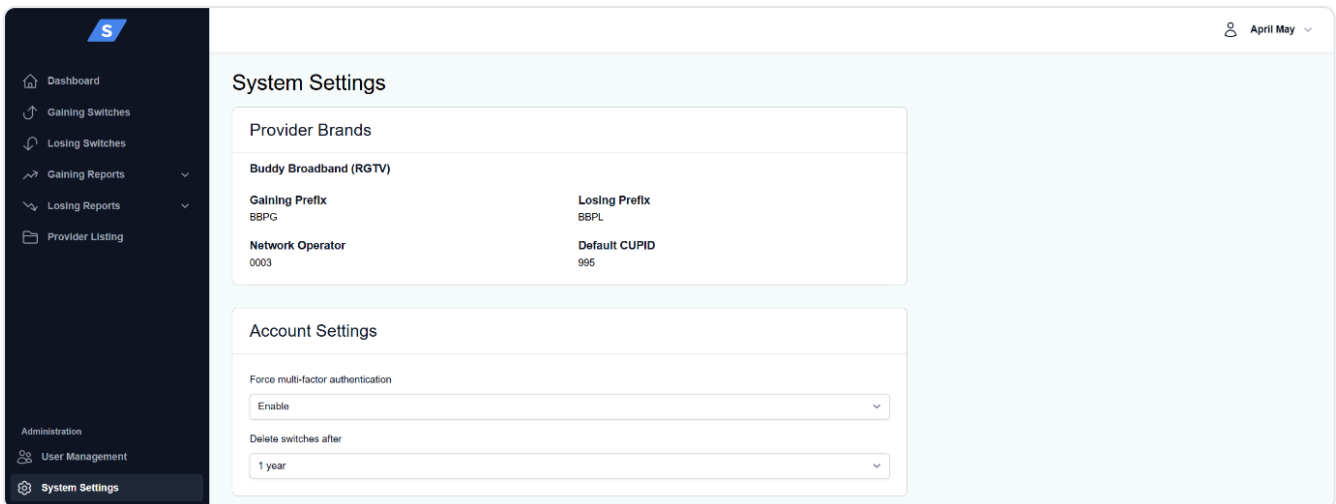 S
April May
Dashboard
Gaining Switches
Losing Switches
Gaining Reports
Losing Reports
Provider Listing
Administration
User Management
System Settings
System Settings
Provider Brands
Buddy Broadband (RGTV)
Gaining Prefix
BBPG
Losing Prefix
BBPL
Network Operator
0003
Default CUPID
995
Account Settings
Force multi-factor authentication
Enable
Delete switches after
1 year